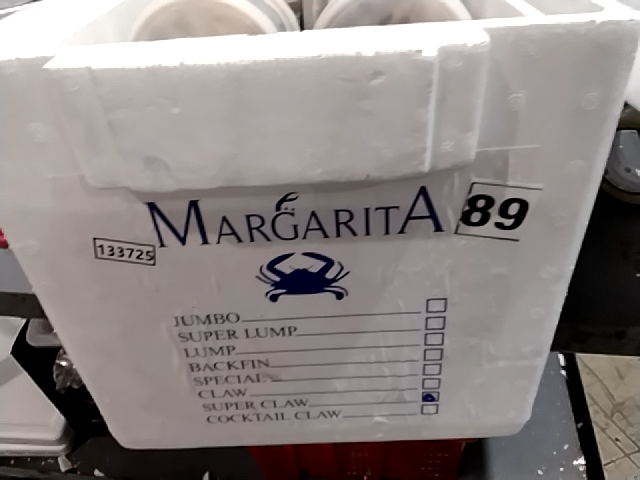 MARGARITA
89
133725
JUMBO
SUPER LUMP
LUMP
BACKFIN
SPECIAL
CLAW
SUPER CLAW
COCKTAIL CLAW